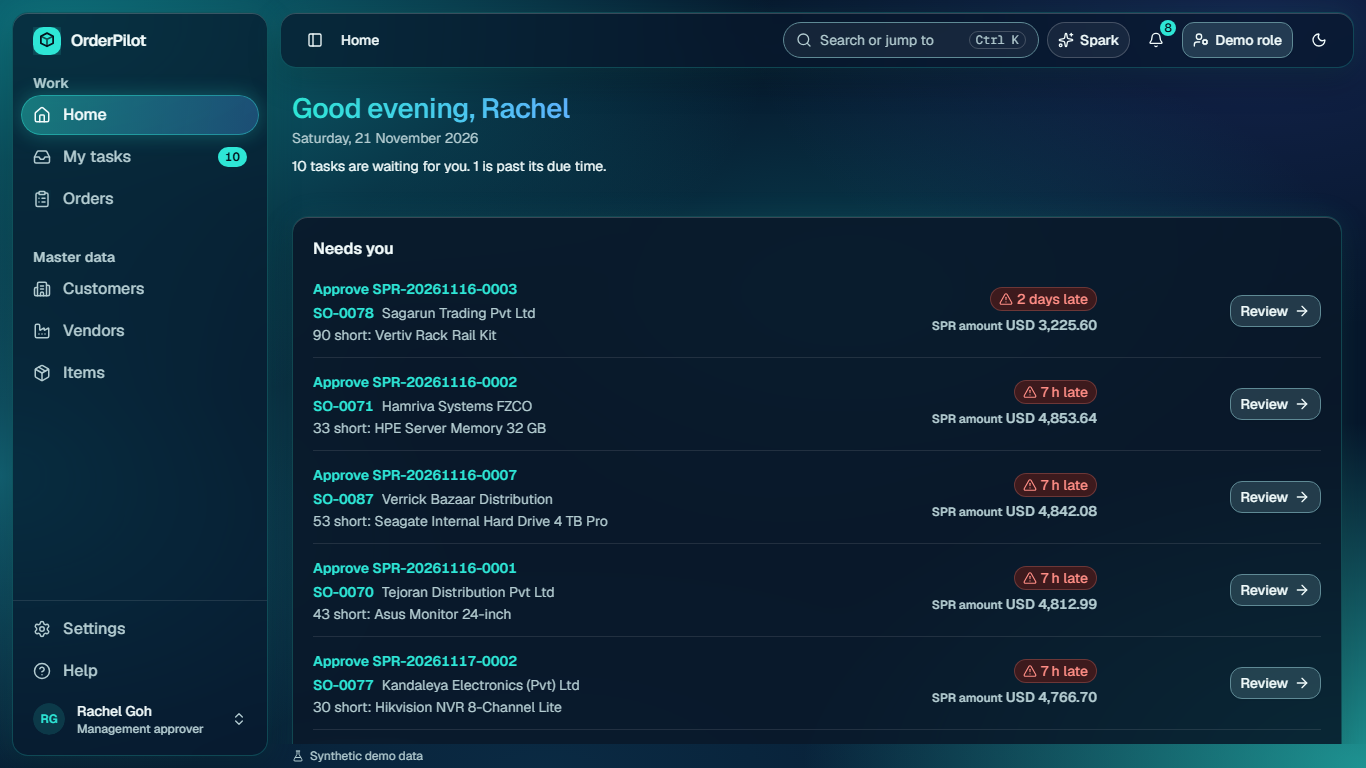 OrderPilot
Work
Home
My tasks 10
Orders
Master data
Customers
Vendors
Items
Settings
Help
RG Rachel Goh
Management approver
Home
Search or jump to Ctrl K
Spark
8
Demo role
Good evening, Rachel
Saturday, 21 November 2026
10 tasks are waiting for you. 1 is past its due time.
Needs you
Approve SPR-20261116-0003
SO-0078 Sagarun Trading Pvt Ltd
90 short: Vertiv Rack Rail Kit
2 days late
SPR amount USD 3,225.60
Review
Approve SPR-20261116-0002
SO-0071 Hamriva Systems FZCO
33 short: HPE Server Memory 32 GB
7 h late
SPR amount USD 4,853.64
Review
Approve SPR-20261116-0007
SO-0087 Verrick Bazaar Distribution
53 short: Seagate Internal Hard Drive 4 TB Pro
7 h late
SPR amount USD 4,842.08
Review
Approve SPR-20261116-0001
SO-0070 Tejoran Distribution Pvt Ltd
43 short: Asus Monitor 24-inch
7 h late
SPR amount USD 4,812.99
Review
Approve SPR-20261117-0002
SO-0077 Kandaleya Electronics (Pvt) Ltd
30 short: Hikvision NVR 8-Channel Lite
7 h late
SPR amount USD 4,766.70
Review
Synthetic demo data